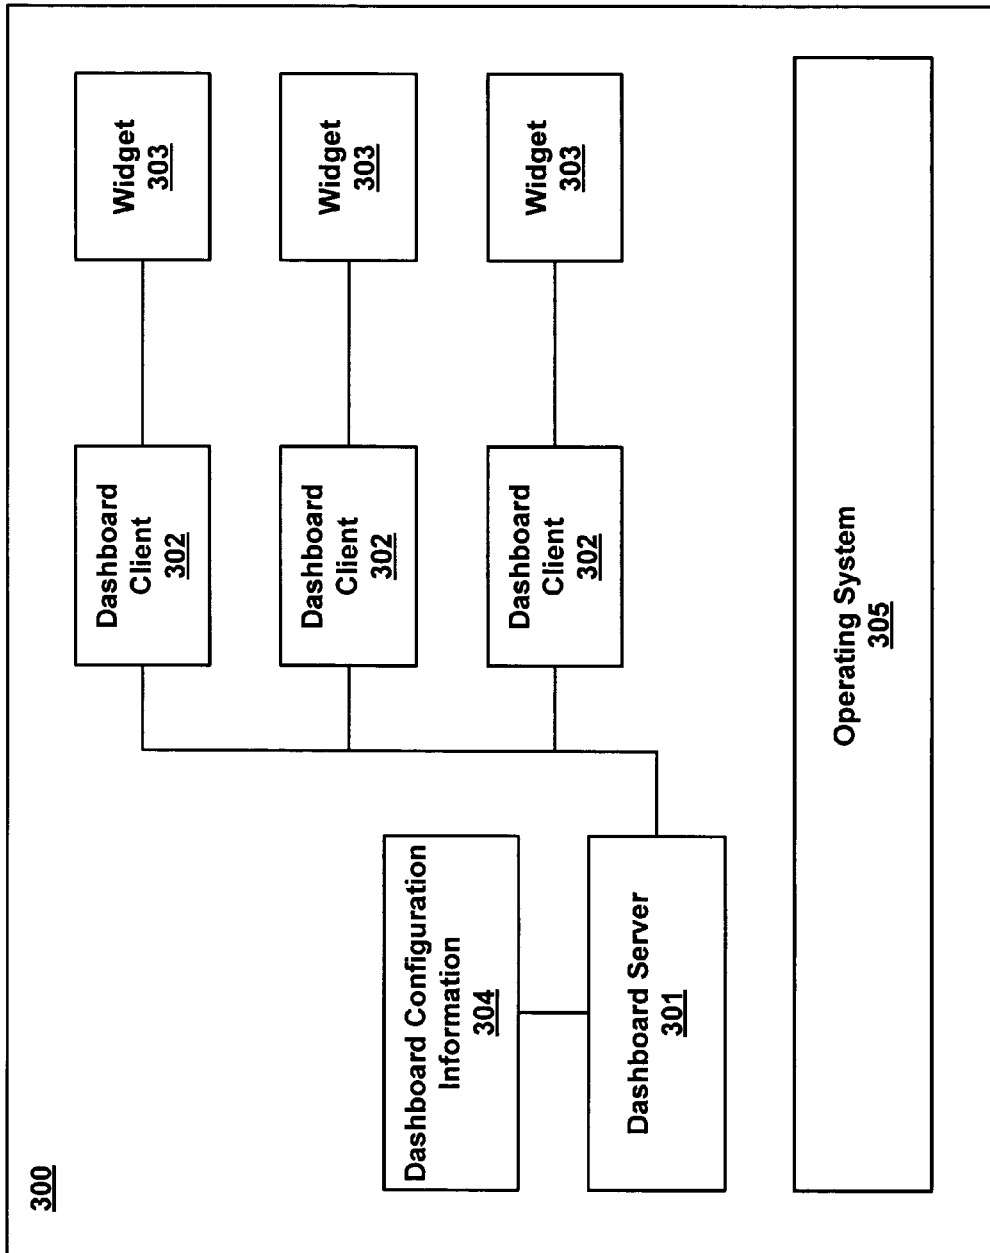 300
Dashboard
Client
302
Widget
303
Dashboard
Client
302
Widget
303
Dashboard Configuration
Information
304
Dashboard
Client
302
Widget
303
Dashboard Server
301
Operating System
305